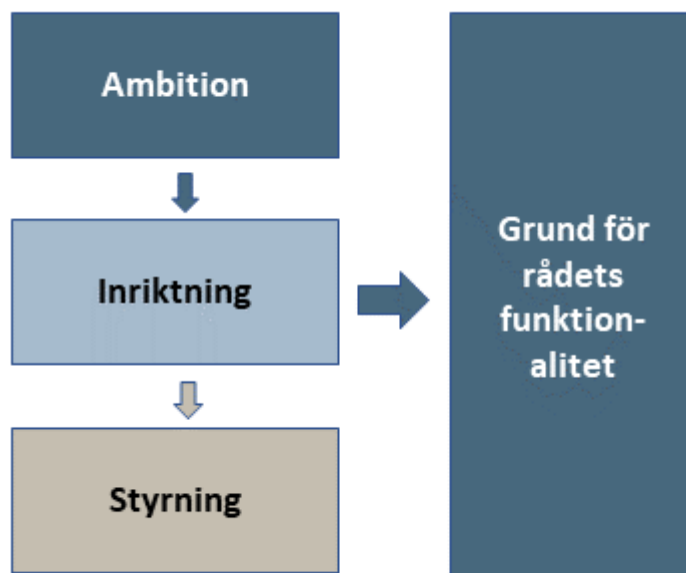 Ambition
Inriktning
Styrning
Grund för
rådets
funktion-
alitet